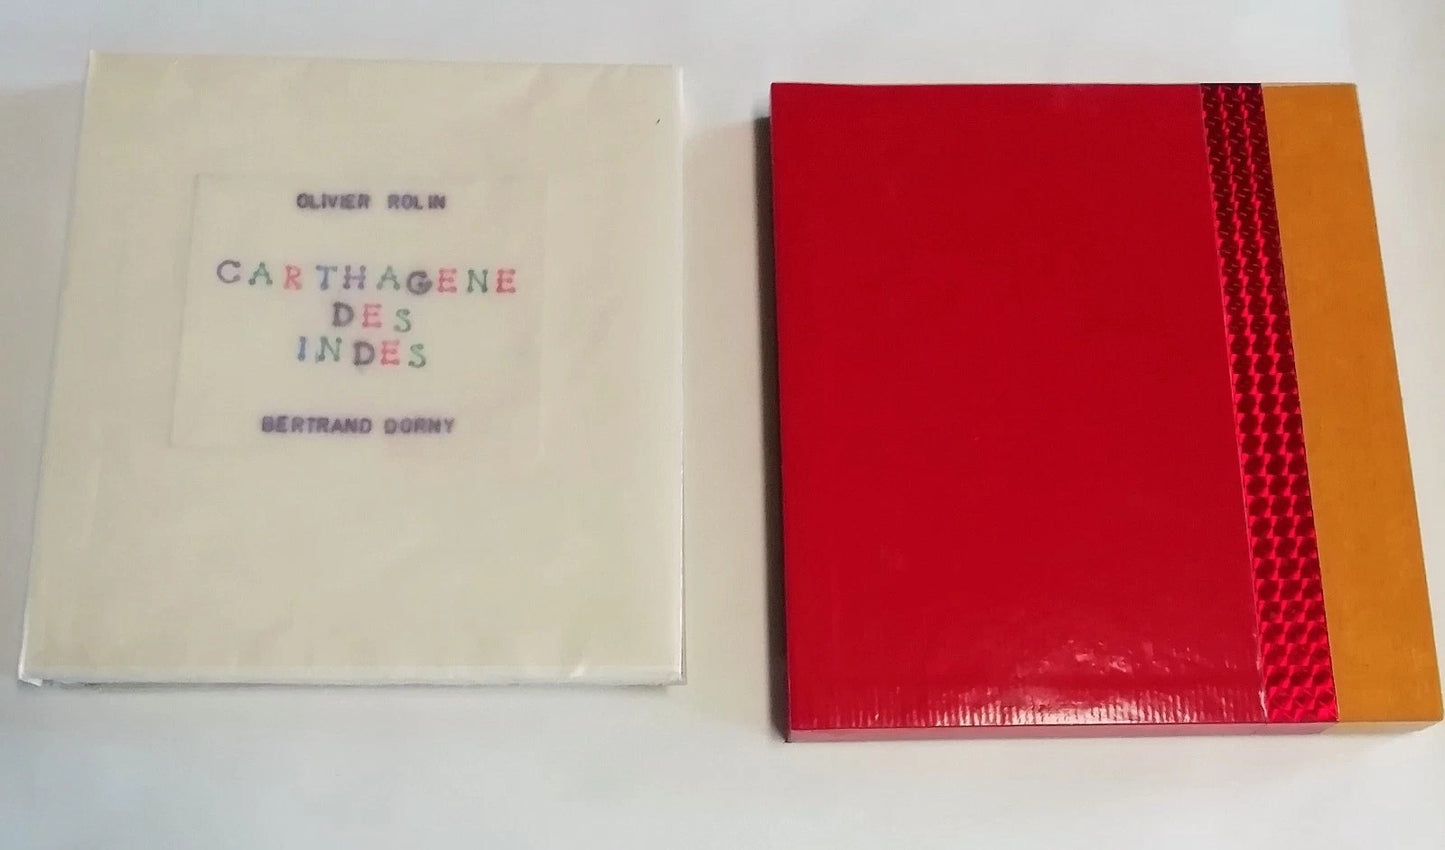 OLIVIER ROLIN
CARTHAGENE
DES
INDES
BERTRAND DORNY